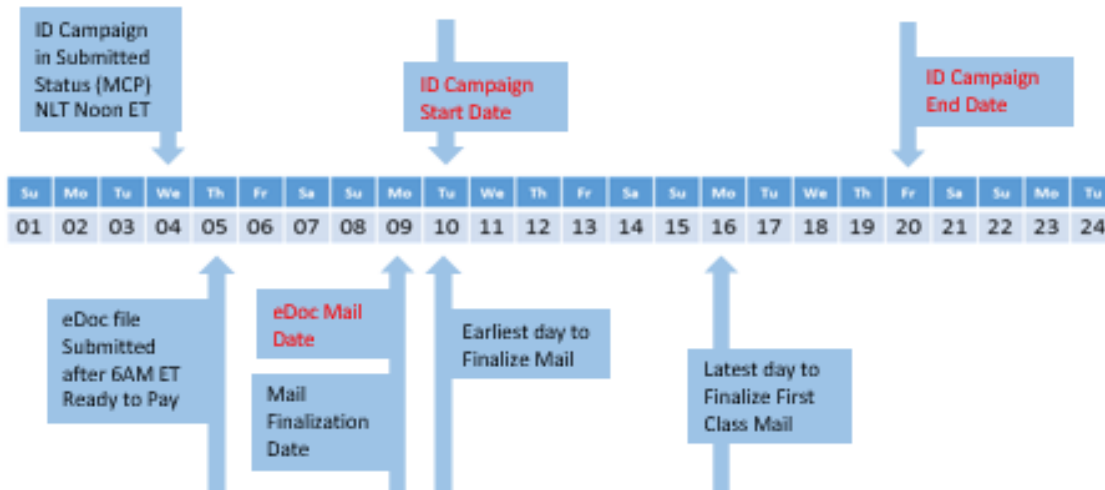 ID Campaign
in Submitted
Status (MCP)
NLT Noon ET
ID Campaign
Start Date
ID Campaign
End Date
Su Mo Tu We Th Fr Sa Su Mo Tu We Th Fr Sa Su Mo Tu We Th Fr Sa Su Mo Tu
01 02 03 04 05 06 07 08 09 10 11 12 13 14 15 16 17 18 19 20 21 22 23 24
eDoc file
Submitted
after 6AM ET
Ready to Pay
eDoc Mail
Date
Mail
Finalization
Date
Earliest day to
Finalize Mail
Latest day to
Finalize First
Class Mail